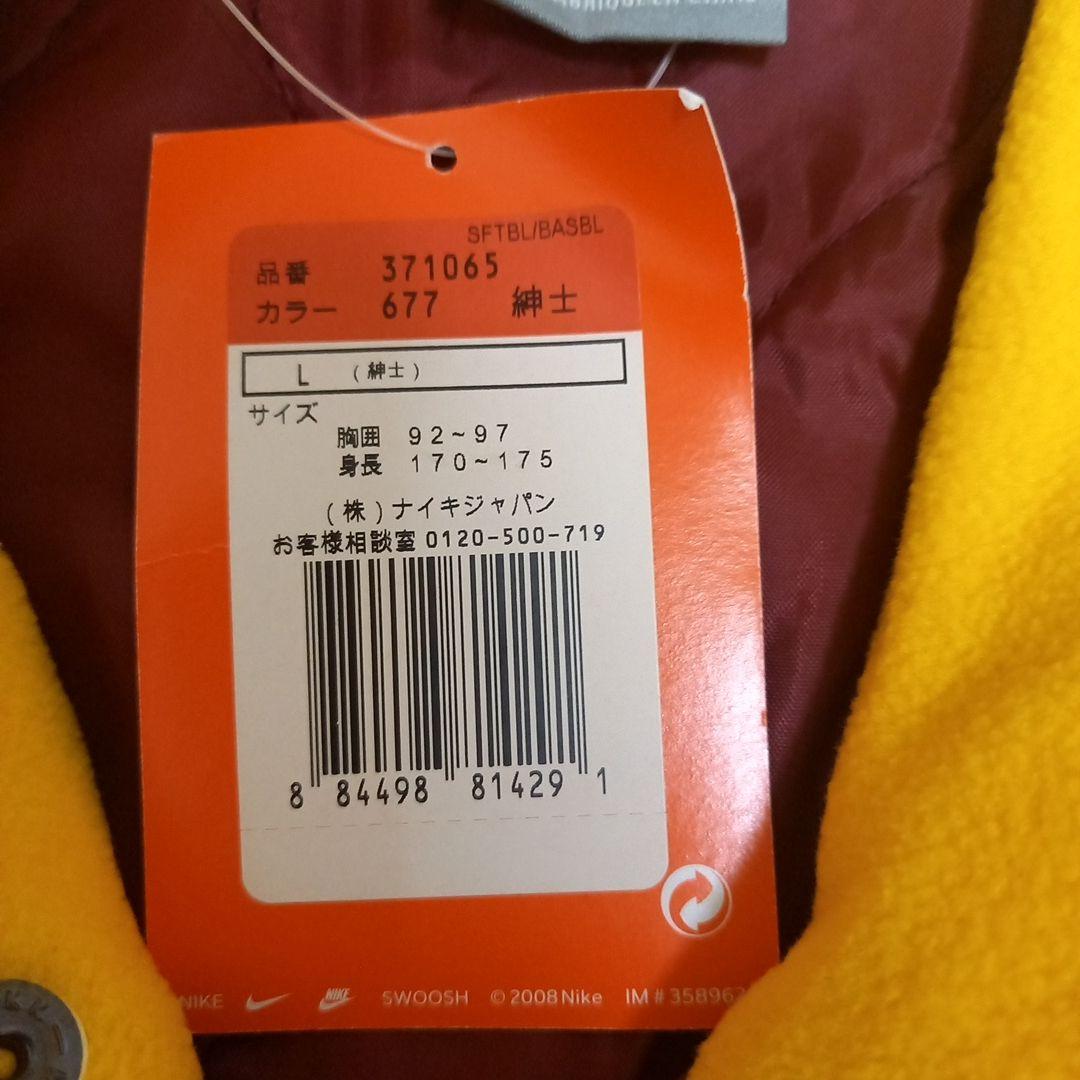 SFTBL/BASBL
品番 371065
カラー 677 紳士
L (紳士)
サイズ
胸囲 92~97
身長 170~175
(株)ナイキジャパン
お客様相談室 0120-500-719
8 84498 81429 1
NIKE NIKE SWOOSH © 2008 Nike IM # 358962